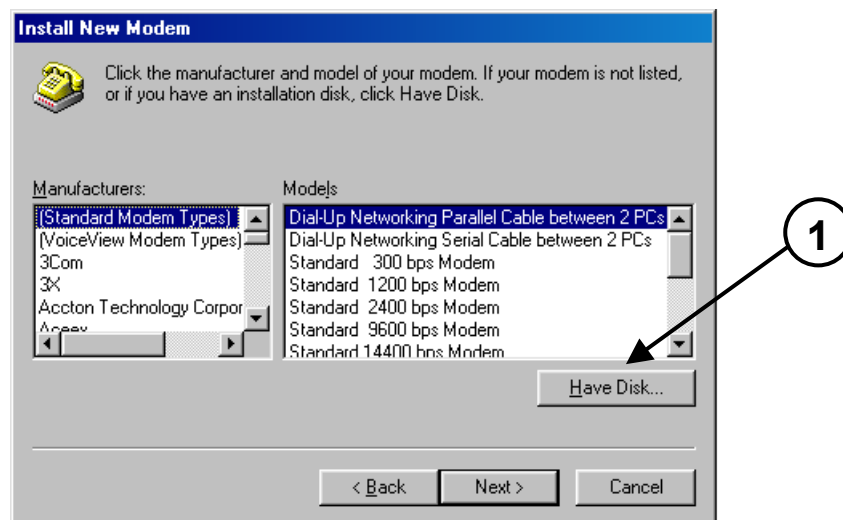 Install New Modem
Click the manufacturer and model of your modem. If your modem is not listed,
or if you have an installation disk, click Have Disk.
Manufacturers:
(Standard Modem Types)
(VoiceView Modem Types)
3Com
3X
Accton Technology Corpor
Aceex
Models
Dial-Up Networking Parallel Cable between 2 PCs
Dial-Up Networking Serial Cable between 2 PCs
Standard 300 bps Modem
Standard 1200 bps Modem
Standard 2400 bps Modem
Standard 9600 bps Modem
Standard 14400 bps Modem
1
Have Disk...
< Back
Next >
Cancel